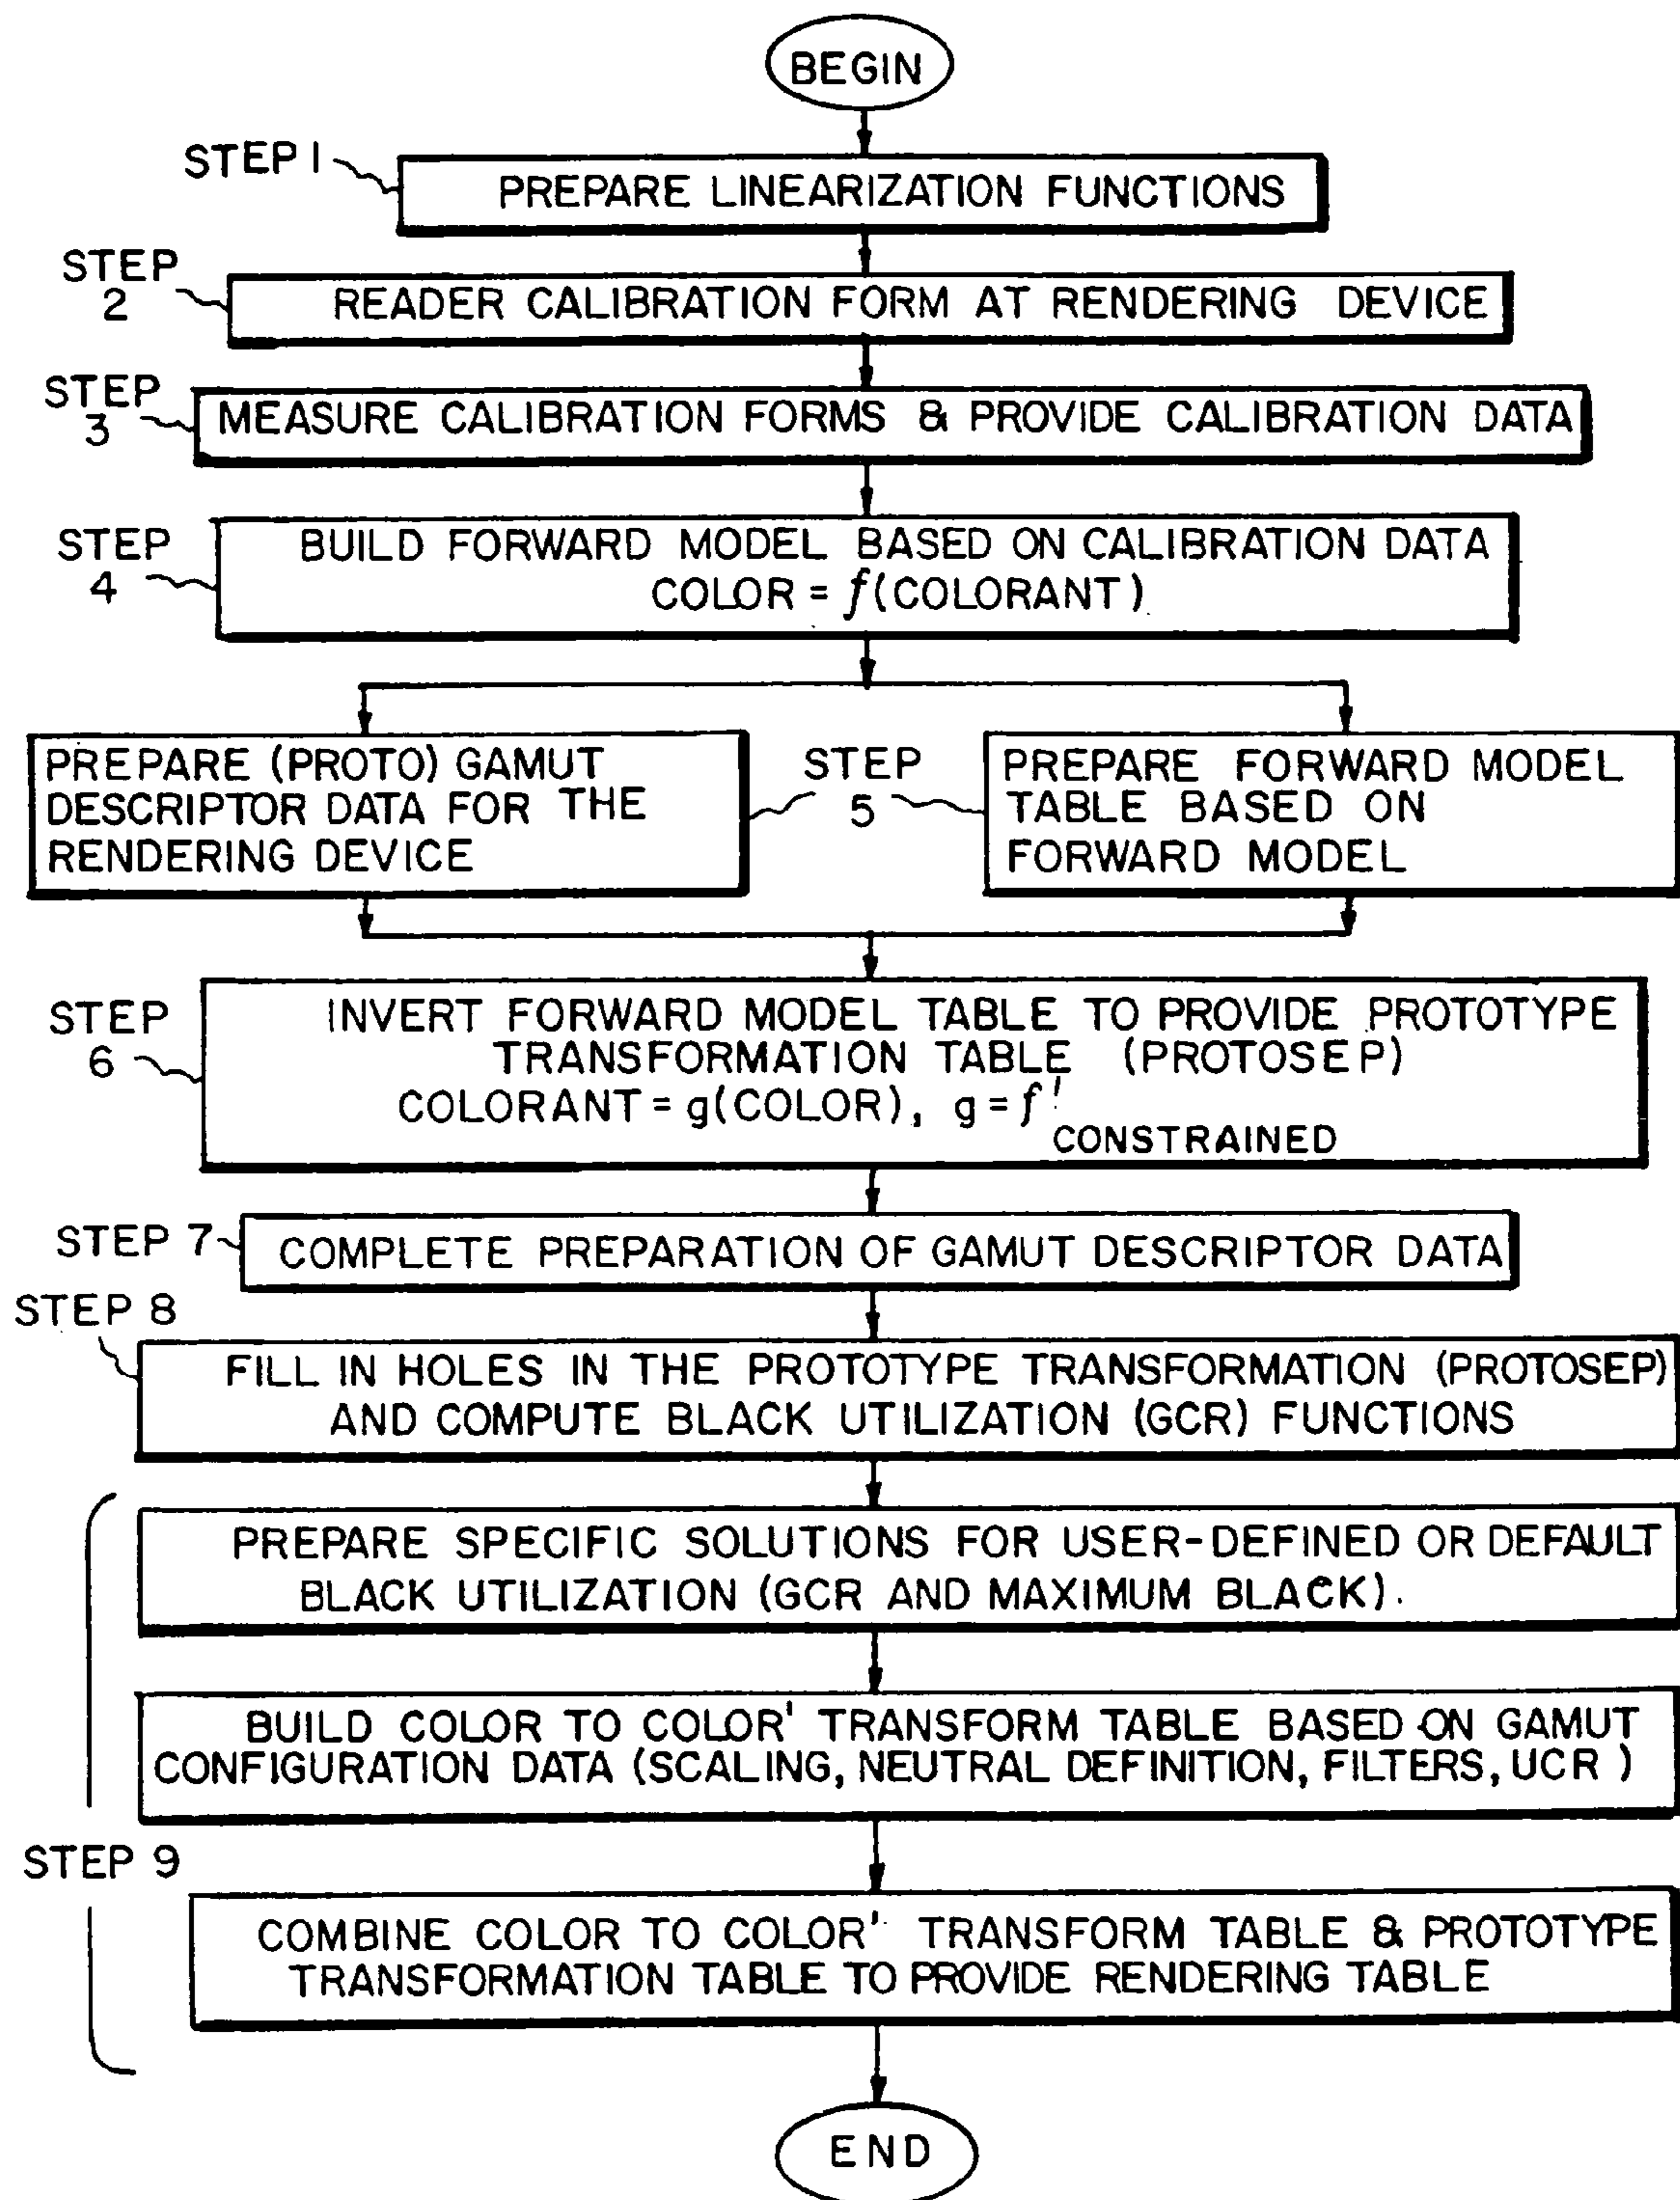 BEGIN
STEP 1
PREPARE LINEARIZATION FUNCTIONS
STEP
2
READER CALIBRATION FORM AT RENDERING DEVICE
STEP
3
MEASURE CALIBRATION FORMS & PROVIDE CALIBRATION DATA
STEP
4
BUILD FORWARD MODEL BASED ON CALIBRATION DATA
COLOR = f(COLORANT)
PREPARE (PROTO) GAMUT
DESCRIPTOR DATA FOR THE
RENDERING DEVICE
STEP
5
PREPARE FORWARD MODEL
TABLE BASED ON
FORWARD MODEL
STEP
6
INVERT FORWARD MODEL TABLE TO PROVIDE PROTOTYPE
TRANSFORMATION TABLE (PROTOSEP)
COLORANT = g(COLOR), g = f'
CONSTRAINED
STEP 7
COMPLETE PREPARATION OF GAMUT DESCRIPTOR DATA
STEP 8
FILL IN HOLES IN THE PROTOTYPE TRANSFORMATION (PROTOSEP)
AND COMPUTE BLACK UTILIZATION (GCR) FUNCTIONS
PREPARE SPECIFIC SOLUTIONS FOR USER-DEFINED OR DEFAULT
BLACK UTILIZATION (GCR AND MAXIMUM BLACK).
BUILD COLOR TO COLOR' TRANSFORM TABLE BASED ON GAMUT
CONFIGURATION DATA (SCALING, NEUTRAL DEFINITION, FILTERS, UCR)
STEP 9
COMBINE COLOR TO COLOR' TRANSFORM TABLE & PROTOTYPE
TRANSFORMATION TABLE TO PROVIDE RENDERING TABLE
END